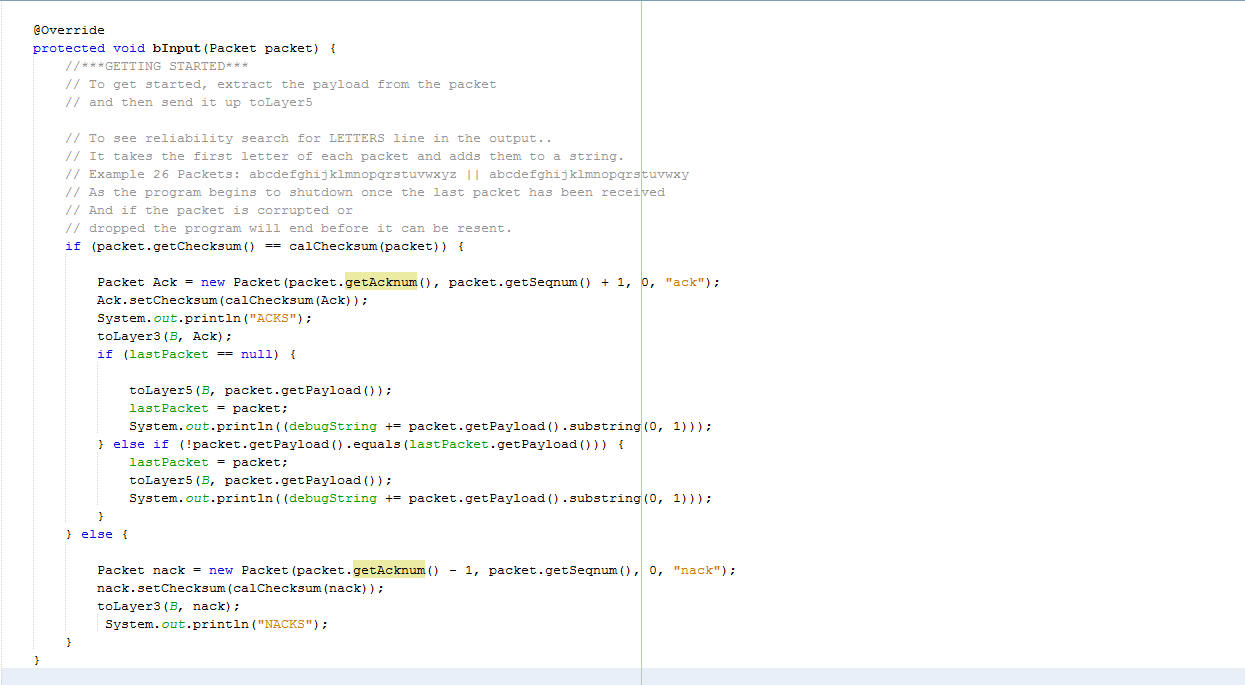 @Override
protected void bInput(Packet packet) {
//***GETTING STARTED***
// To get started, extract the payload from the packet
// and then send it up toLayer5
// To see reliability search for LETTERS line in the output..
// It takes the first letter of each packet and adds them to a string.
// Example 26 Packets: abcdefghijklmnopqrstuvwxyz || abcdefghijklmnopqrstuvwxy
// As the program begins to shutdown once the last packet has been received
// And if the packet is corrupted or
// dropped the program will end before it can be resent.
if (packet.getChecksum() == calChecksum(packet)) {
Packet Ack = new Packet(packet.getAcknum(), packet.getSeqnum() + 1, 0, "ack");
Ack.setChecksum(calChecksum(Ack));
System.out.println("ACKS");
toLayer3(B, Ack);
if (lastPacket == null) {
toLayer5(B, packet.getPayload());
lastPacket = packet;
System.out.println((debugString += packet.getPayload().substring(0, 1)));
} else if (!packet.getPayload().equals(lastPacket.getPayload())) {
lastPacket = packet;
toLayer5(B, packet.getPayload());
System.out.println((debugString += packet.getPayload().substring(0, 1)));
}
} else {
Packet nack = new Packet(packet.getAcknum() - 1, packet.getSeqnum(), 0, "nack");
nack.setChecksum(calChecksum(nack));
toLayer3(B, nack);
System.out.println("NACKS");
}
}